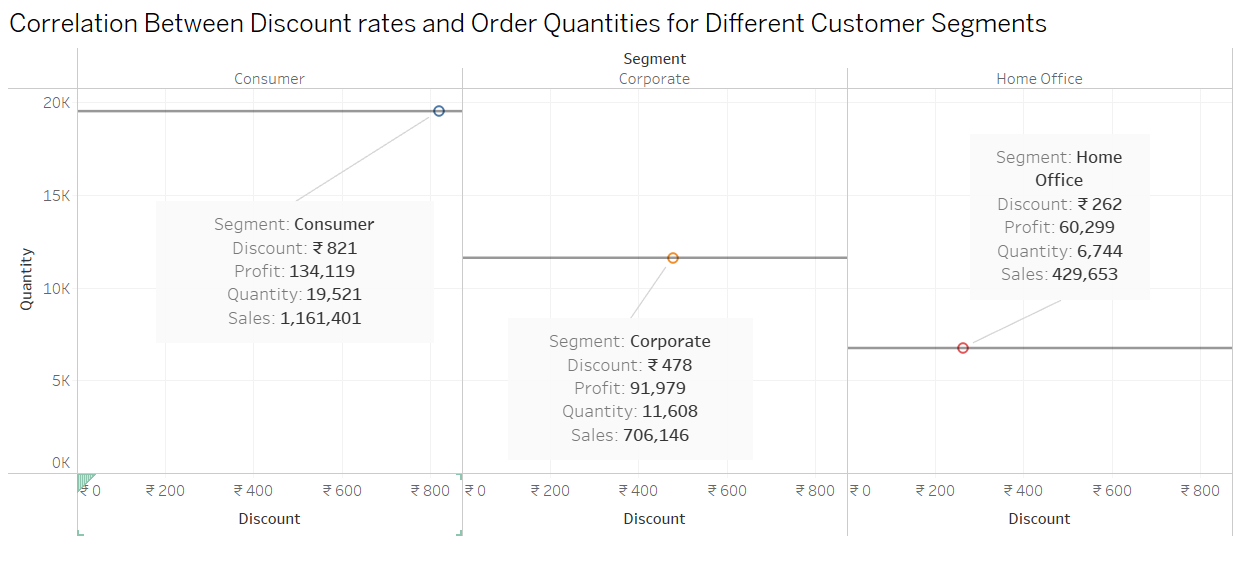 Correlation Between Discount rates and Order Quantities for Different Customer Segments
Segment
Consumer
Corporate
Home Office
Quantity
20K
15K
10K
5K
0K
Segment: Consumer
Discount: ₹ 821
Profit: 134,119
Quantity: 19,521
Sales: 1,161,401
Segment: Corporate
Discount: ₹ 478
Profit: 91,979
Quantity: 11,608
Sales: 706,146
Segment: Home
Office
Discount: ₹ 262
Profit: 60,299
Quantity: 6,744
Sales: 429,653
₹ 0 ₹ 200 ₹ 400 ₹ 600 ₹ 800
₹ 0 ₹ 200 ₹ 400 ₹ 600 ₹ 800
₹ 0 ₹ 200 ₹ 400 ₹ 600 ₹ 800
Discount
Discount
Discount